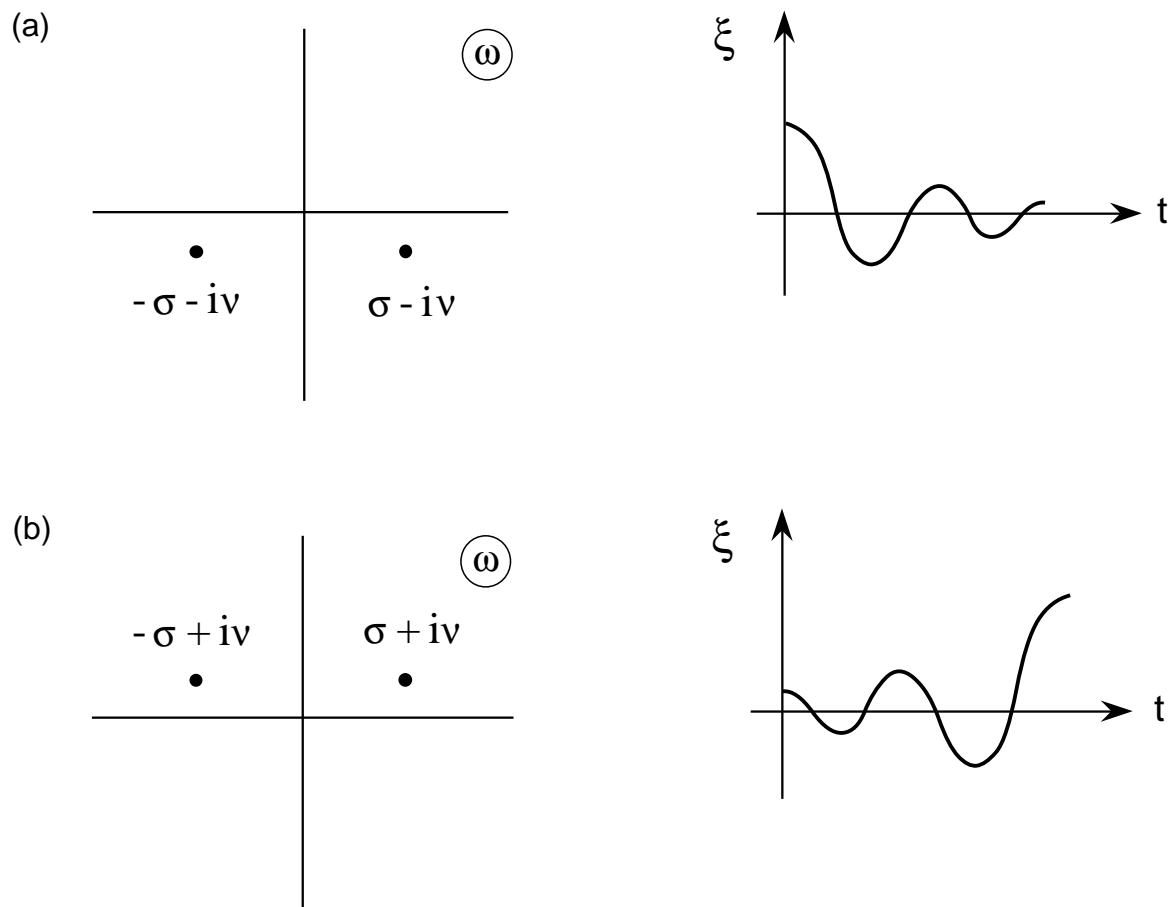 (a)
ω
ξ
-σ - iν
σ - iν
t
(b)
ω
ξ
-σ + iν
σ + iν
t